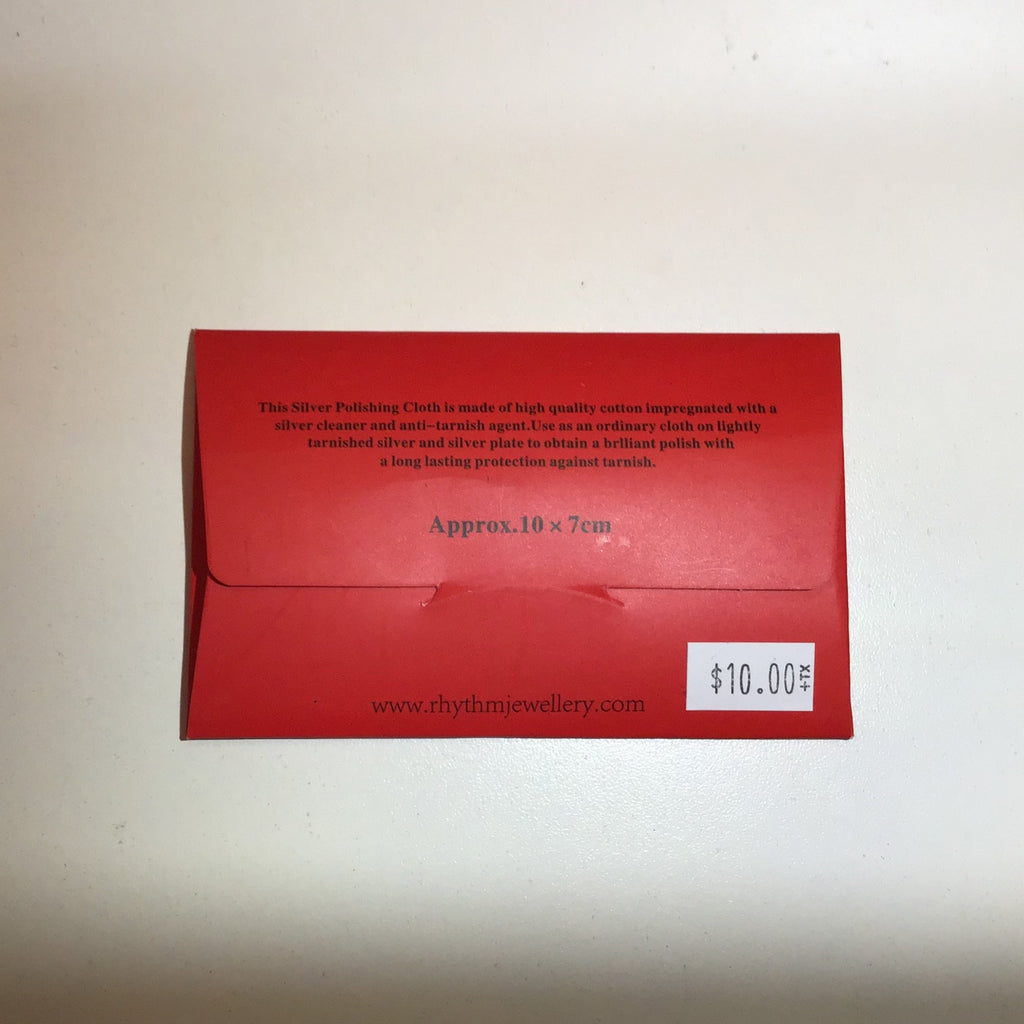 This Silver Polishing Cloth is made of high quality cotton impregnated with a
silver cleaner and anti-tarnish agent.Use as an ordinary cloth on lightly
tarnished silver and silver plate to obtain a brlliant polish with
a long lasting protection against tarnish.
Approx.10 × 7cm
$10.00+TX
www.rhythmjewellery.com